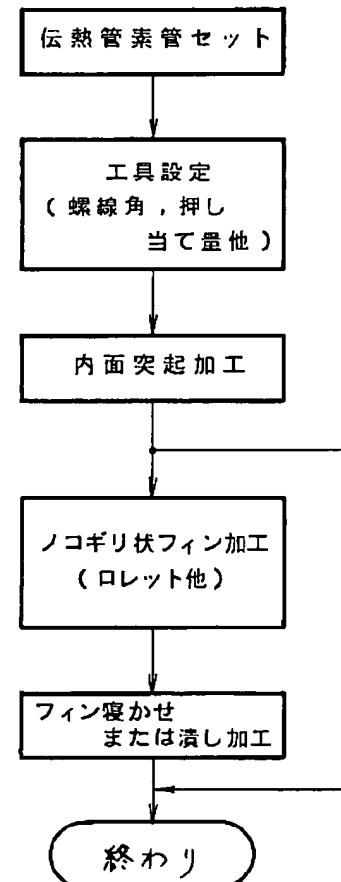 伝熱管素管セット
工具設定
(螺線角,押し
当て量他)
内面突起加工
ノコギリ状フィン加工
(ロレット他)
フィン寝かせ
または潰し加工
終わり